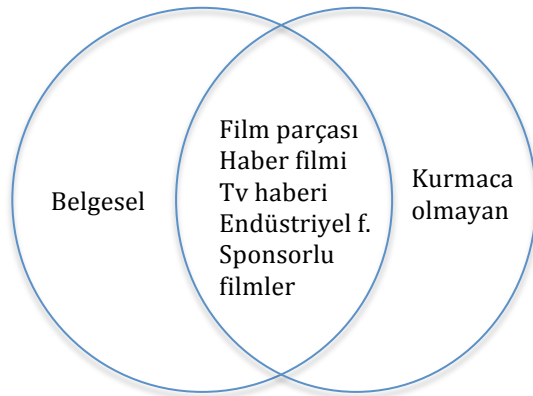 Belgesel
Film parçası
Haber filmi
Tv haberi
Endüstriyel f.
Sponsorlu
filmler
Kurmaca
olmayan